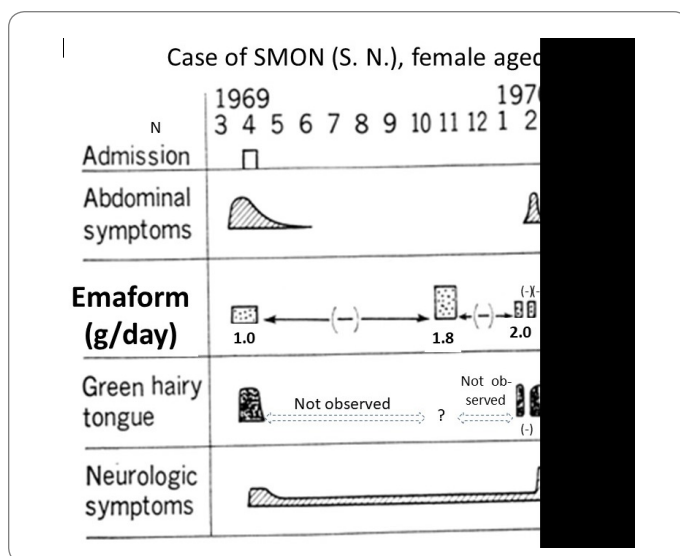 Case of SMON (S. N.), female aged
1969 197
N 3 4 5 6 7 8 9 10 11 12 1 2
Admission
Abdominal
symptoms
Emaform
(g/day)
(−) (−) (-)(-
1.0 1.8 2.0
Green hairy
tongue
Not observed ? Not ob-
served
(-)
Neurologic
symptoms